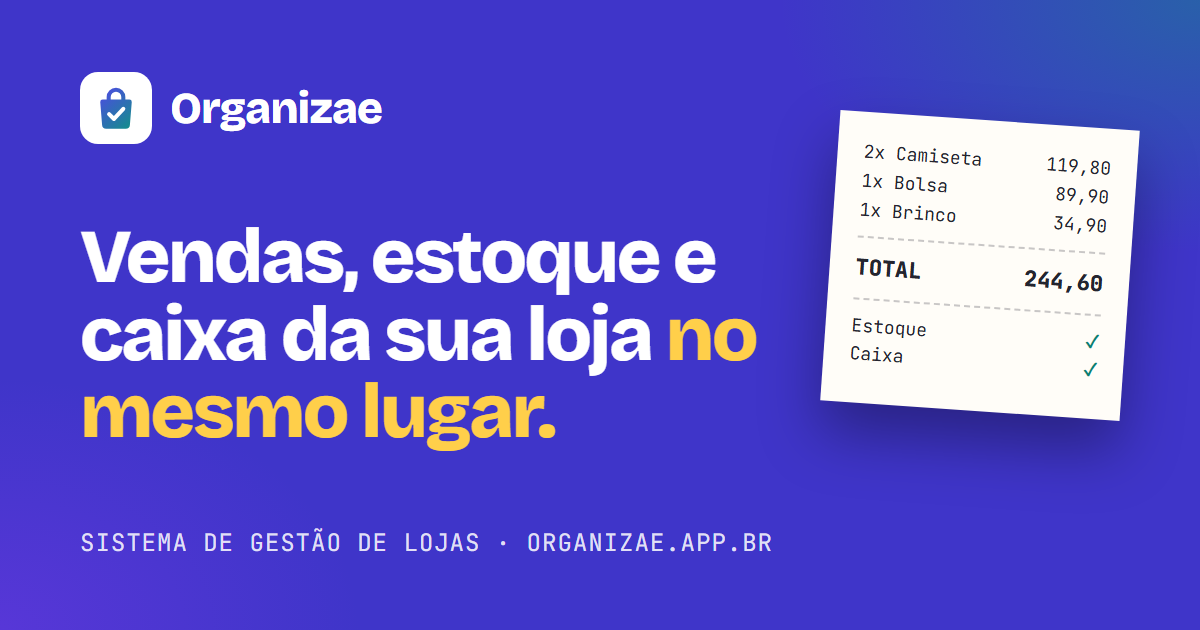 Organizae
Vendas, estoque e
caixa da sua loja no
mesmo lugar.
2x Camiseta 119,80
1x Bolsa 89,90
1x Brinco 34,90
TOTAL 244,60
Estoque ✓
Caixa ✓
SISTEMA DE GESTÃO DE LOJAS · ORGANIZAE.APP.BR